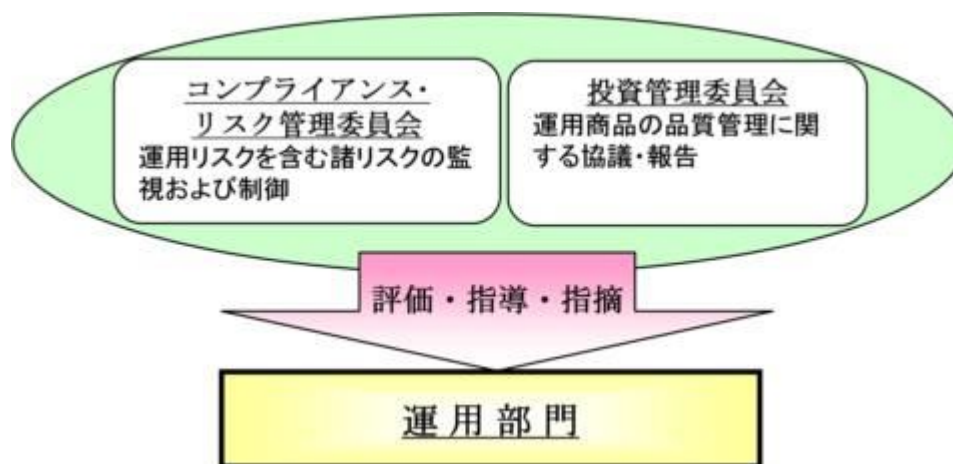 コンプライアンス・
リスク管理委員会
運用リスクを含む諸リスクの監
視および制御
投資管理委員会
運用商品の品質管理に関
する協議・報告
評価・指導・指摘
運用部門